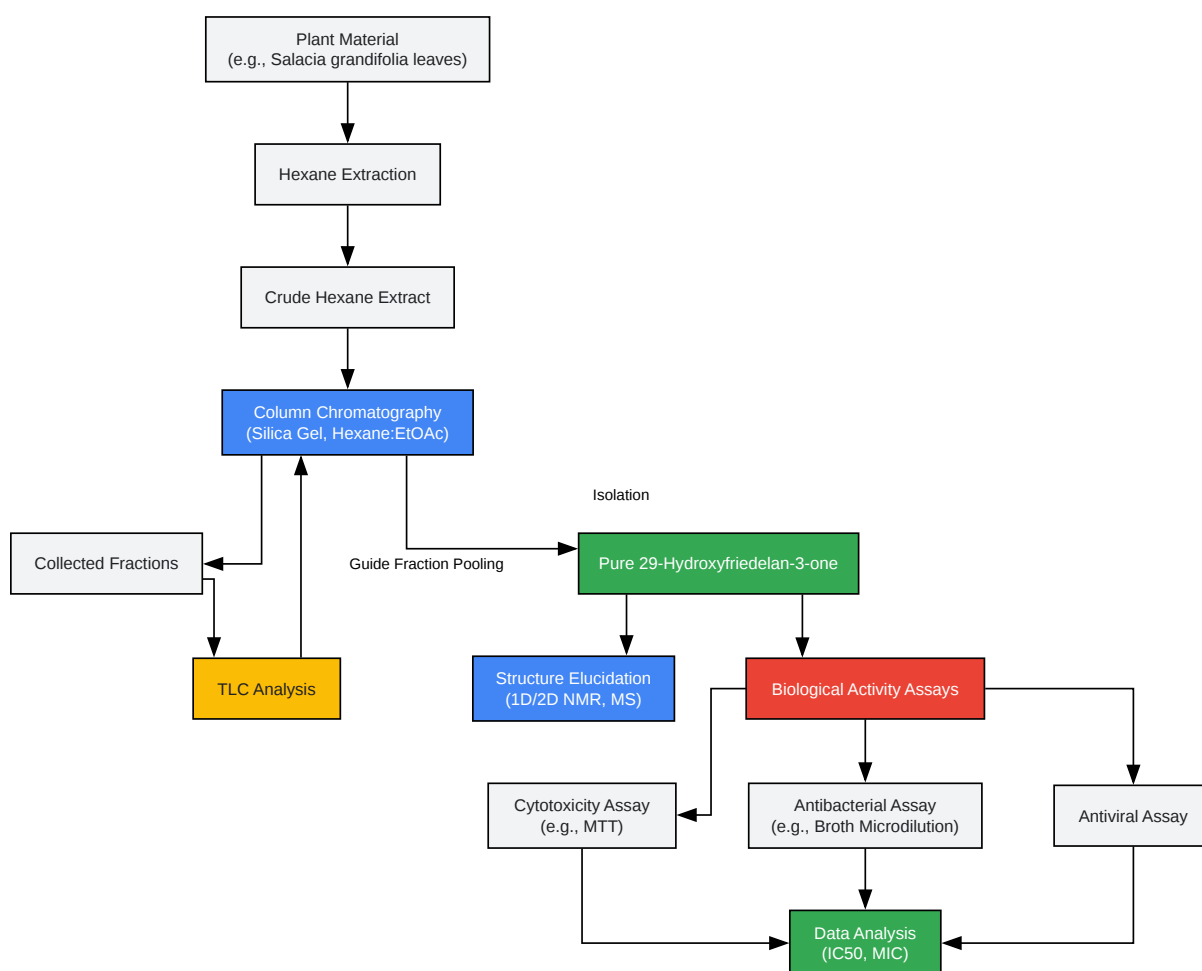 Plant Material
(e.g., Salacia grandifolia leaves)
Hexane Extraction
Crude Hexane Extract
Column Chromatography
(Silica Gel, Hexane:EtOAc)
Isolation
Collected Fractions
Guide Fraction Pooling
Pure 29-Hydroxyfriedelan-3-one
TLC Analysis
Structure Elucidation
(1D/2D NMR, MS)
Biological Activity Assays
Cytotoxicity Assay
(e.g., MTT)
Antibacterial Assay
(e.g., Broth Microdilution)
Antiviral Assay
Data Analysis
(IC50, MIC)